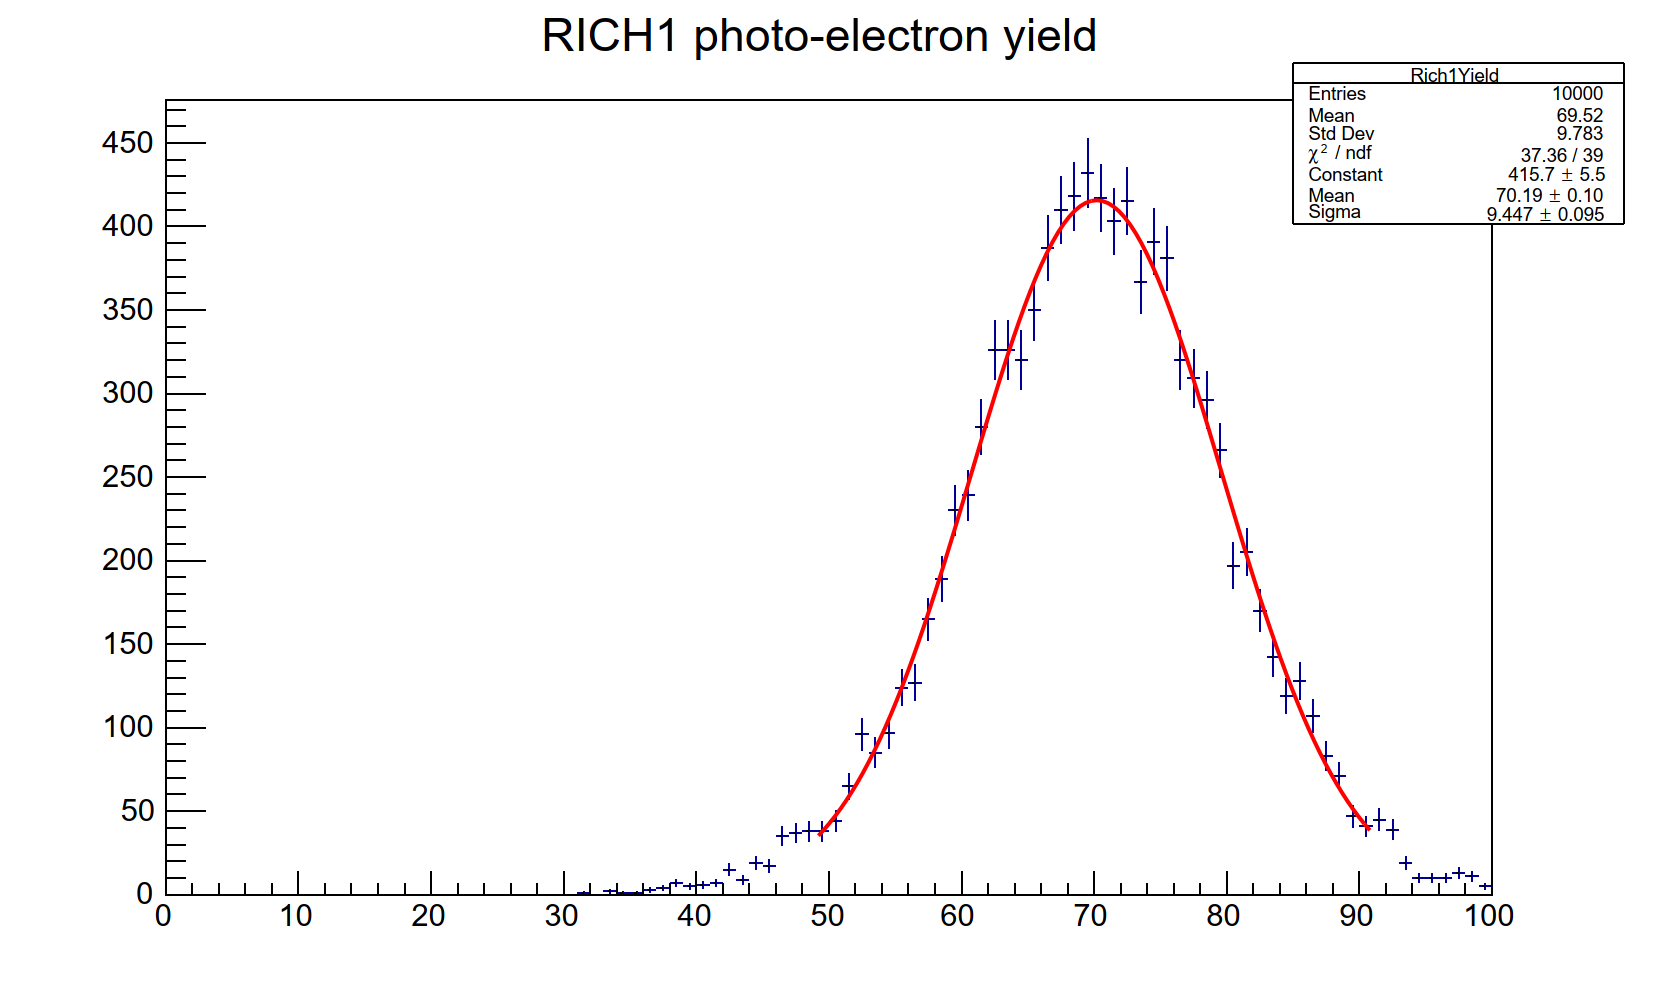 RICH1 photo-electron yield
Rich1Yield
Entries 10000
Mean 69.52
Std Dev 9.783
χ² / ndf 37.36 / 39
Constant 415.7 ± 5.5
Mean 70.19 ± 0.10
Sigma 9.447 ± 0.095
450
400
350
300
250
200
150
100
50
0
0 10 20 30 40 50 60 70 80 90 100